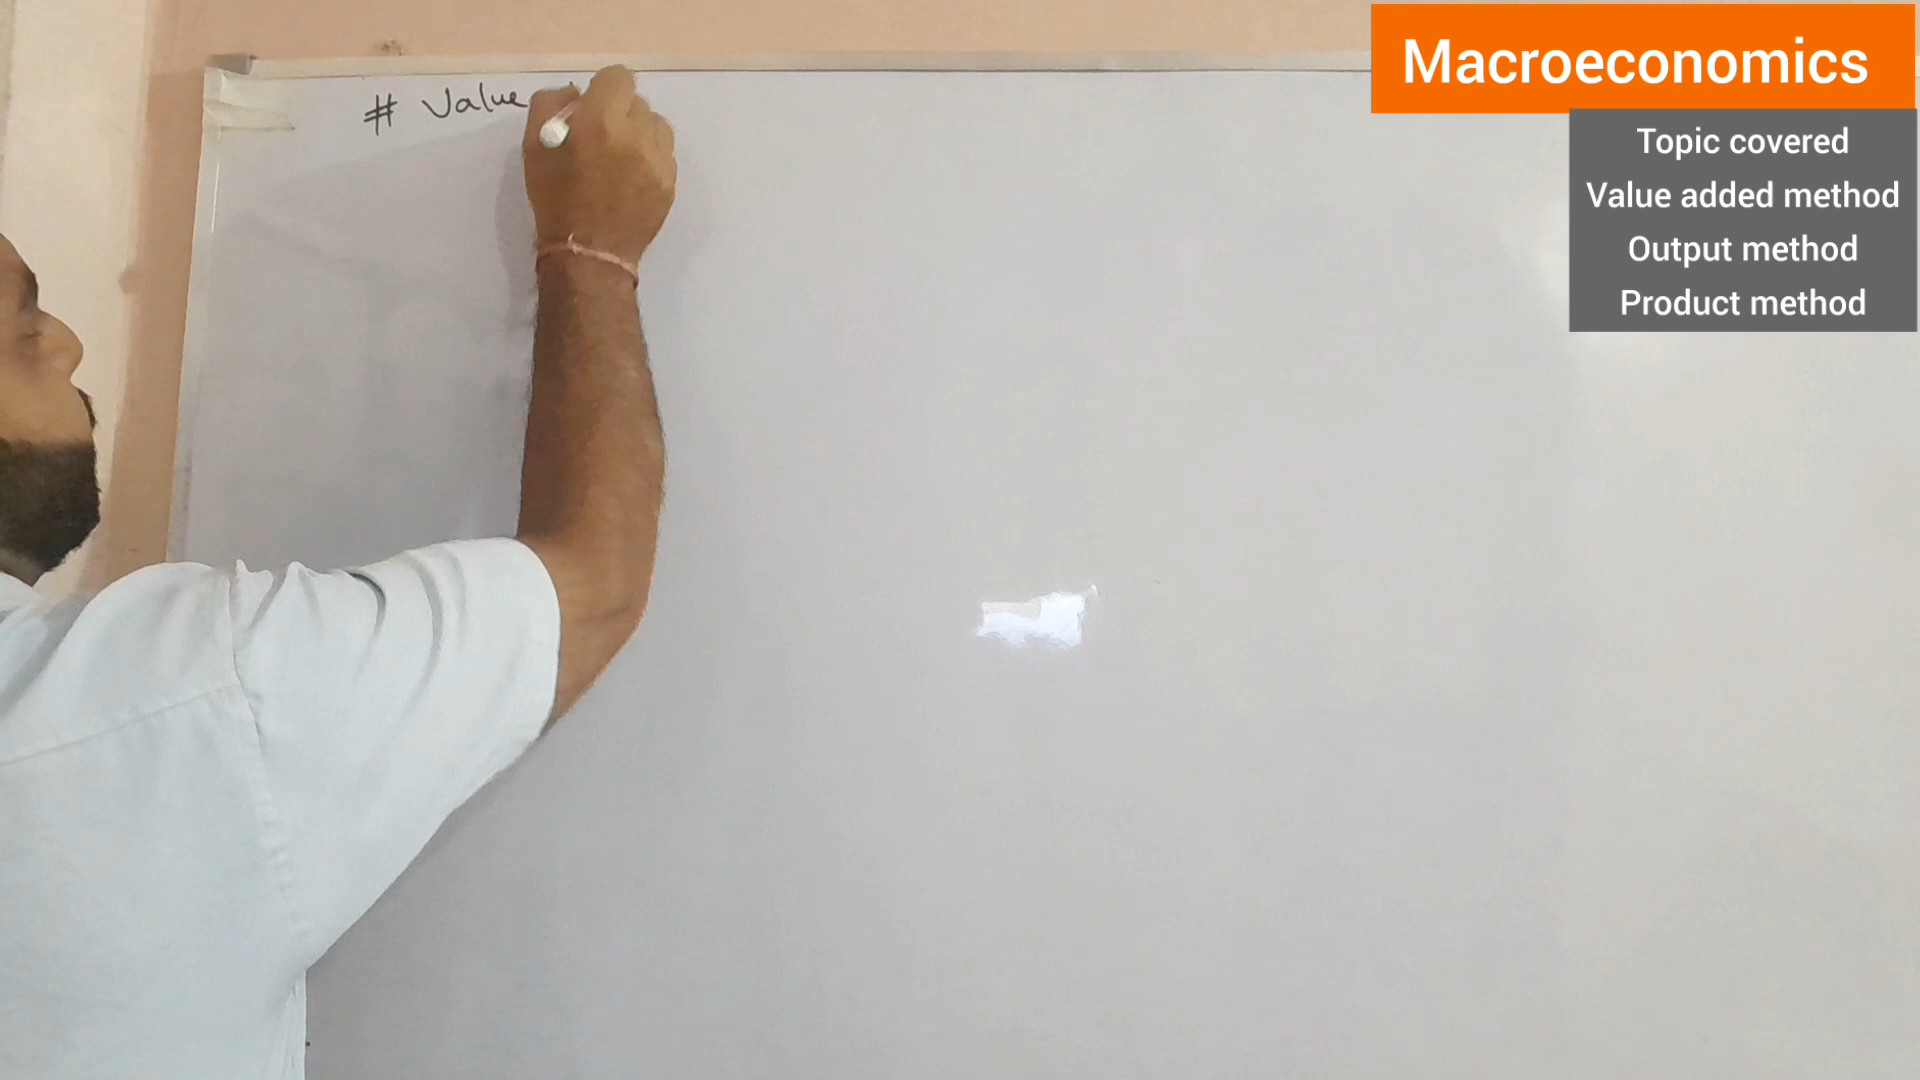 # Value
Macroeconomics
Topic covered
Value added method
Output method
Product method